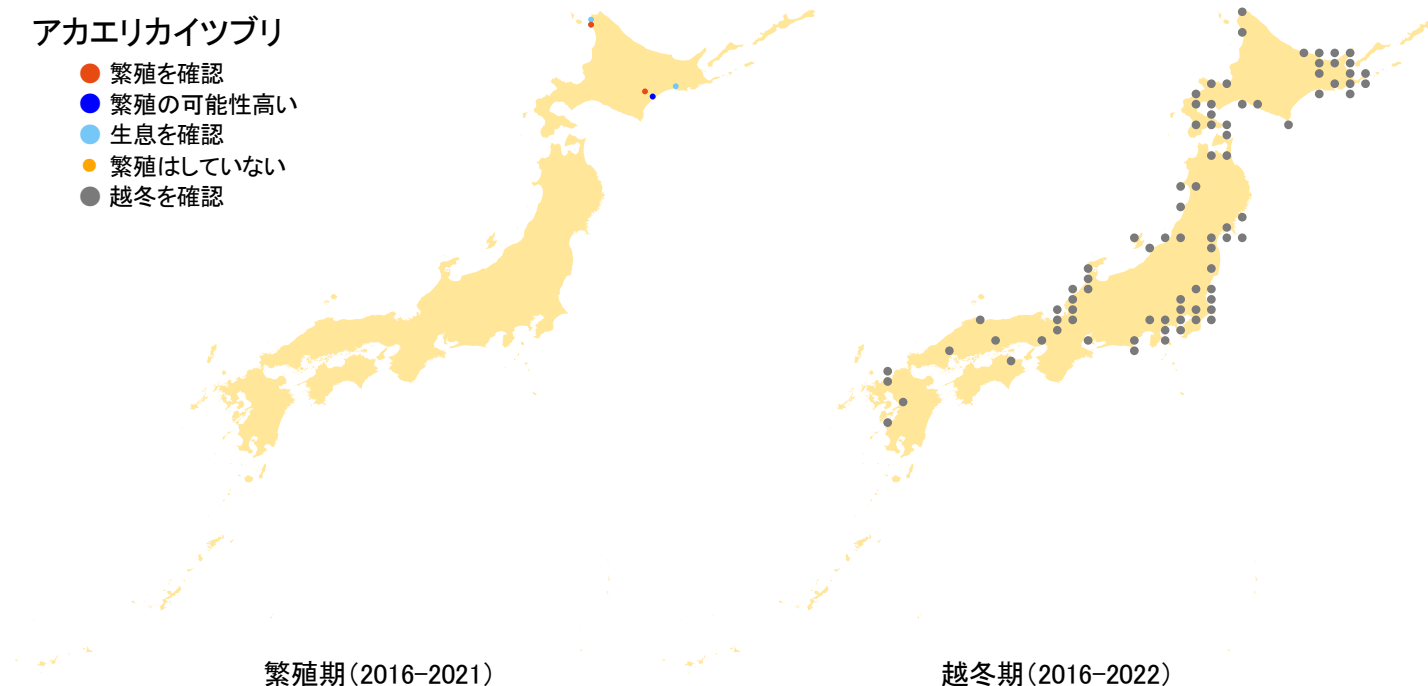 アカエリカイツブリ
繁殖を確認
繁殖の可能性高い
生息を確認
繁殖はしていない
越冬を確認
繁殖期(2016-2021)
越冬期(2016-2022)